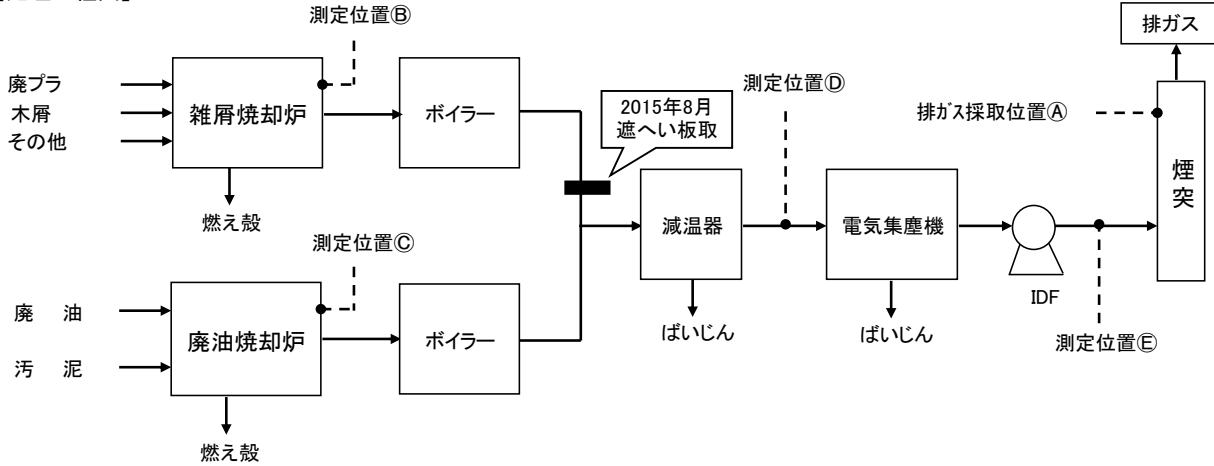 測定位置Ⓑ
排ガス
廃プラ
木屑
その他
雑屑焼却炉
ボイラー
2015年8月
遮へい板取
測定位置Ⓓ
排ガス採取位置Ⓐ
煙突
燃え殻
減温器
電気集塵機
測定位置Ⓒ
IDF
廃 油
汚 泥
廃油焼却炉
ボイラー
ばいじん
ばいじん
測定位置Ⓔ
燃え殻